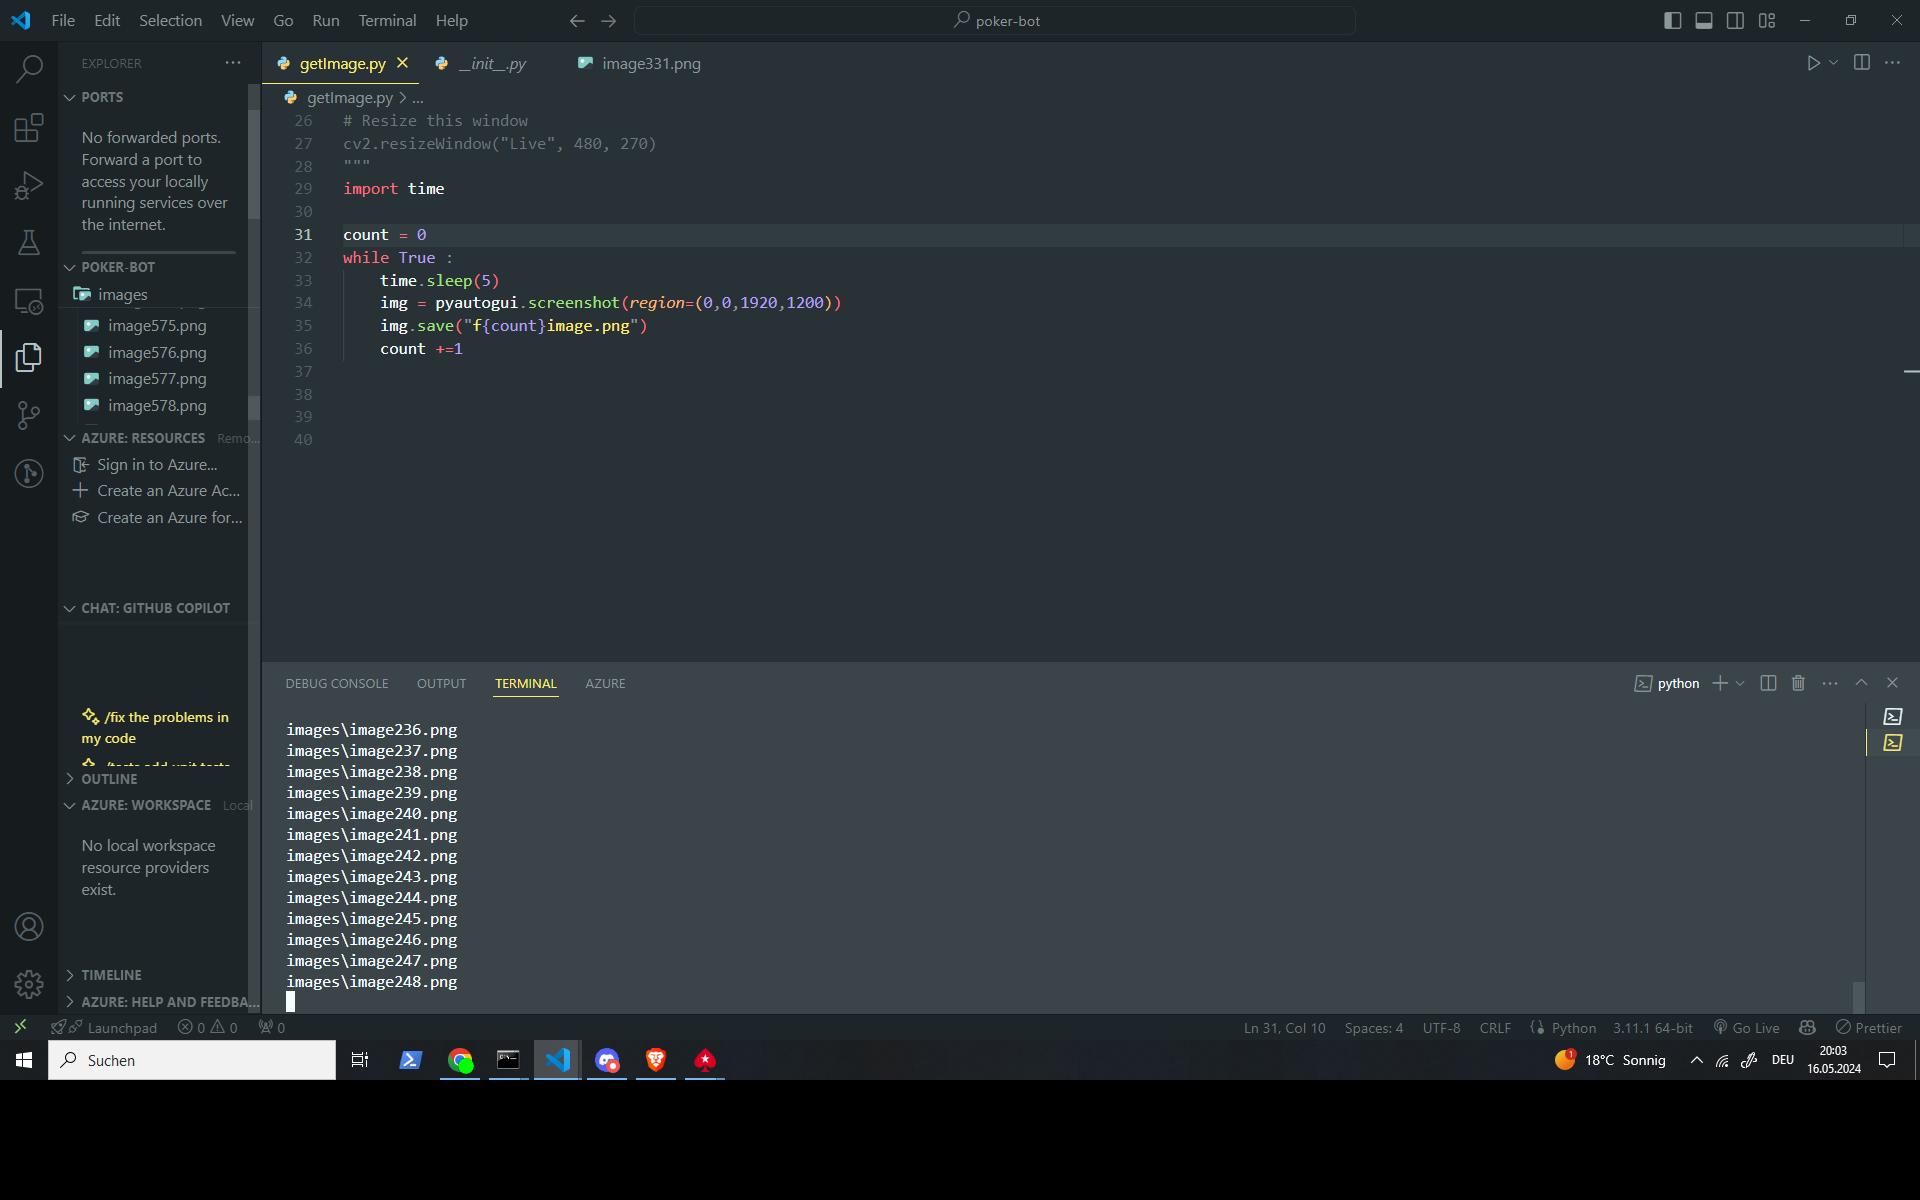 File Edit Selection View Go Run Terminal Help
poker-bot
EXPLORER
PORTS
No forwarded ports.
Forward a port to
access your locally
running services over
the internet.
POKER-BOT
images
image575.png
image576.png
image577.png
image578.png
AZURE: RESOURCES Remo...
Sign in to Azure...
Create an Azure Ac...
Create an Azure for...
CHAT: GITHUB COPILOT
/fix the problems in
my code
OUTLINE
AZURE: WORKSPACE Local
No local workspace
resource providers
exist.
TIMELINE
AZURE: HELP AND FEEDBA...
getImage.py __init__.py image331.png
getImage.py > ...
26 # Resize this window
27 cv2.resizeWindow("Live", 480, 270)
28 """
29 import time
30
31 count = 0
32 while True :
33 time.sleep(5)
34 img = pyautogui.screenshot(region=(0,0,1920,1200))
35 img.save("f{count}image.png")
36 count +=1
37
38
39
40
DEBUG CONSOLE OUTPUT TERMINAL AZURE
python
images\image236.png
images\image237.png
images\image238.png
images\image239.png
images\image240.png
images\image241.png
images\image242.png
images\image243.png
images\image244.png
images\image245.png
images\image246.png
images\image247.png
images\image248.png
Launchpad 0 0 0 Ln 31, Col 10 Spaces: 4 UTF-8 CRLF Python 3.11.1 64-bit Go Live Prettier
Suchen
1 18°C Sonnig DEU
20:03
16.05.2024